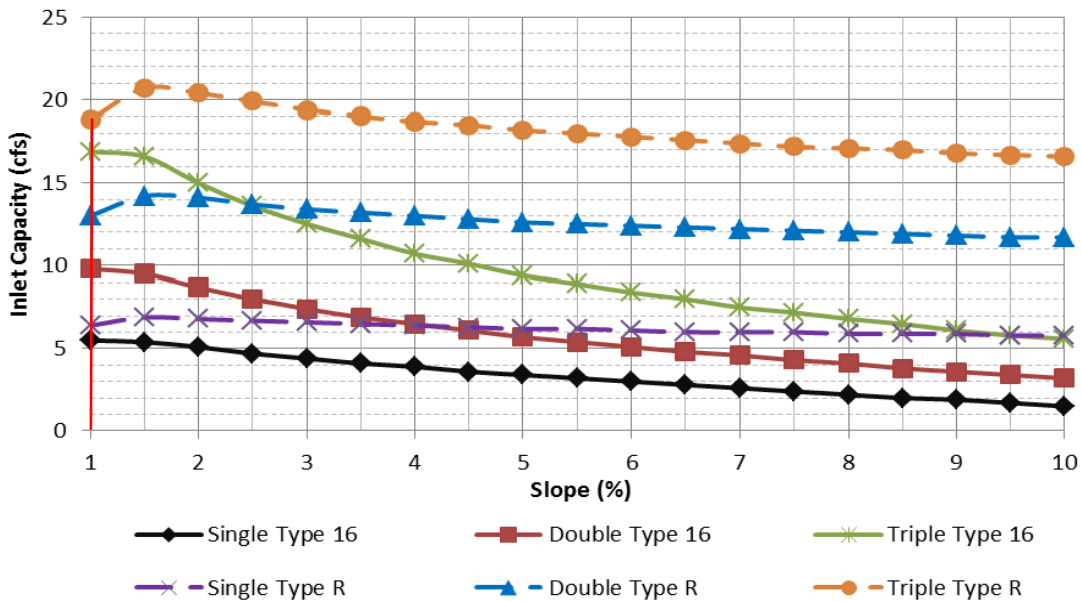 25
20
15
10
5
0
Inlet Capacity (cfs)
1 2 3 4 5 6 7 8 9 10
Slope (%)
Single Type 16 Double Type 16 Triple Type 16
Single Type R Double Type R Triple Type R